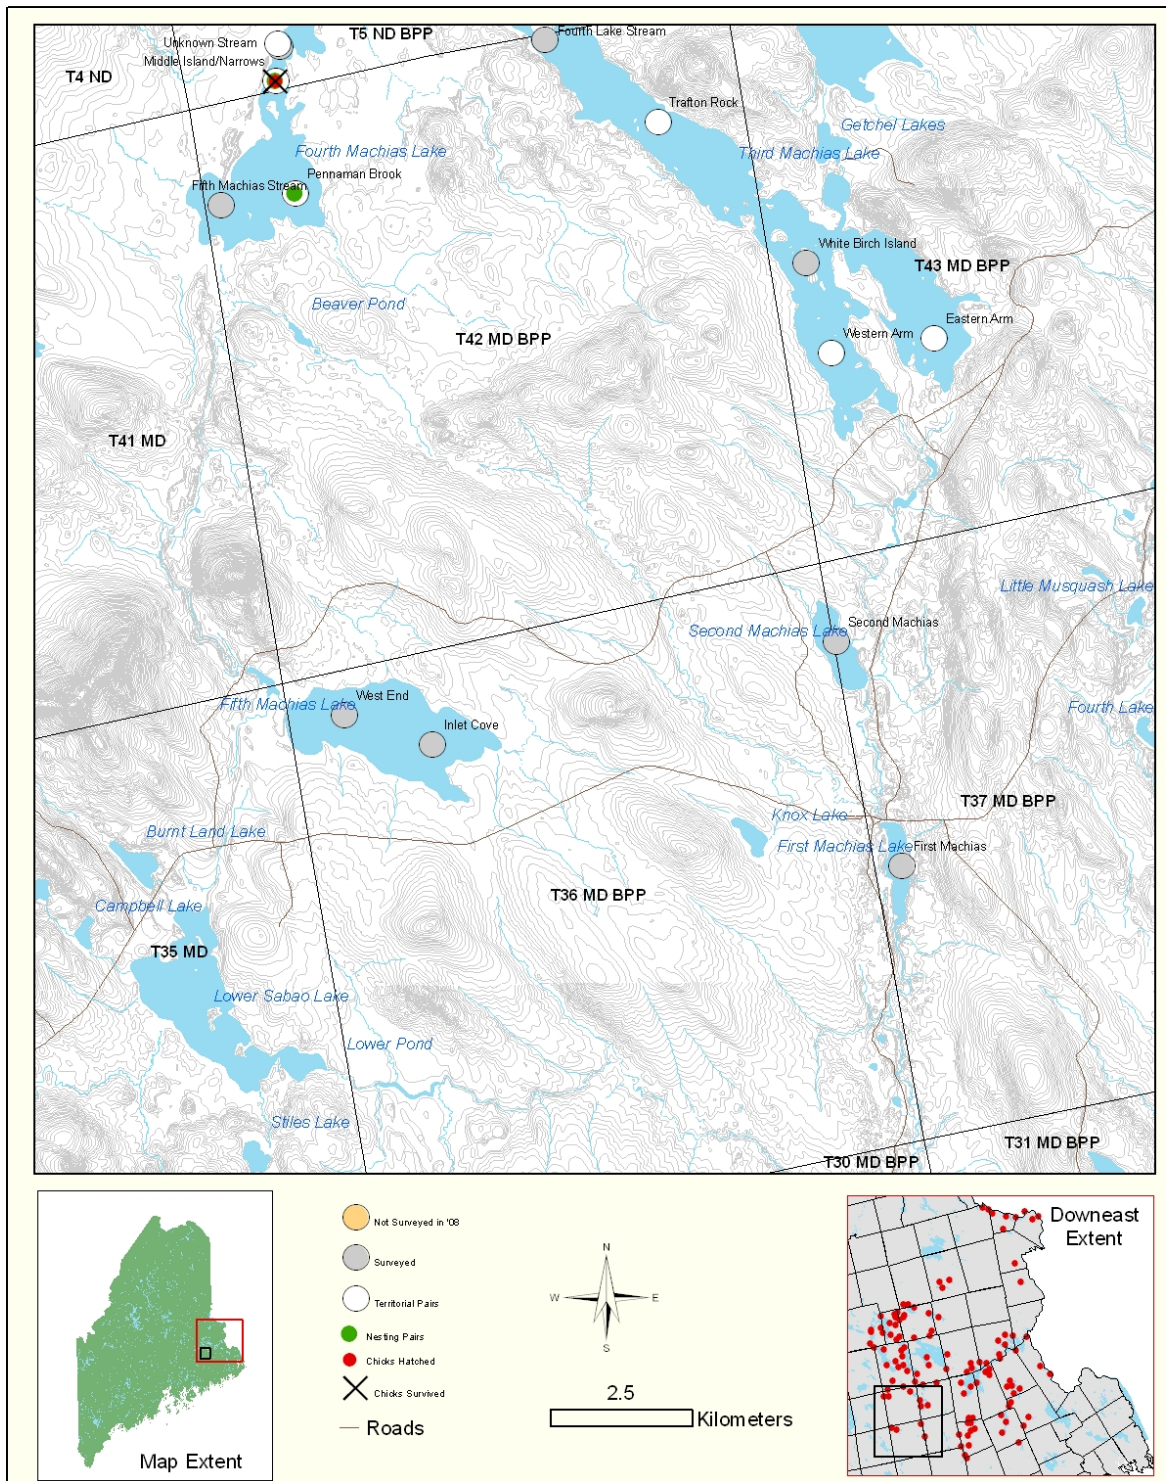 T5 ND BPP
Fourth Lake Stream
Unknown Stream
Middle Island/Narrows
T4 ND
Trafton Rock
Getchel Lakes
Fourth Machias Lake
Third Machias Lake
Pennaman Brook
Fifth Machias Stream
White Birch Island
T43 MD BPP
Beaver Pond
Eastern Arm
Western Arm
T42 MD BPP
T41 MD
Little Musquash Lake
Second Machias
Second Machias Lake
West End
Fifth Machias Lake
Fourth Lake
Inlet Cove
T37 MD BPP
Knox Lake
Burnt Land Lake
First Machias Lake
First Machias
T36 MD BPP
Campbell Lake
T35 MD
Lower Sabao Lake
Lower Pond
Stiles Lake
T31 MD BPP
T30 MD BPP
Map Extent
Not Surveyed in '08
Surveyed
Territorial Pairs
Nesting Pairs
Chicks Hatched
Chicks Survived
Roads
N
W
E
S
2.5
Kilometers
Downeast
Extent